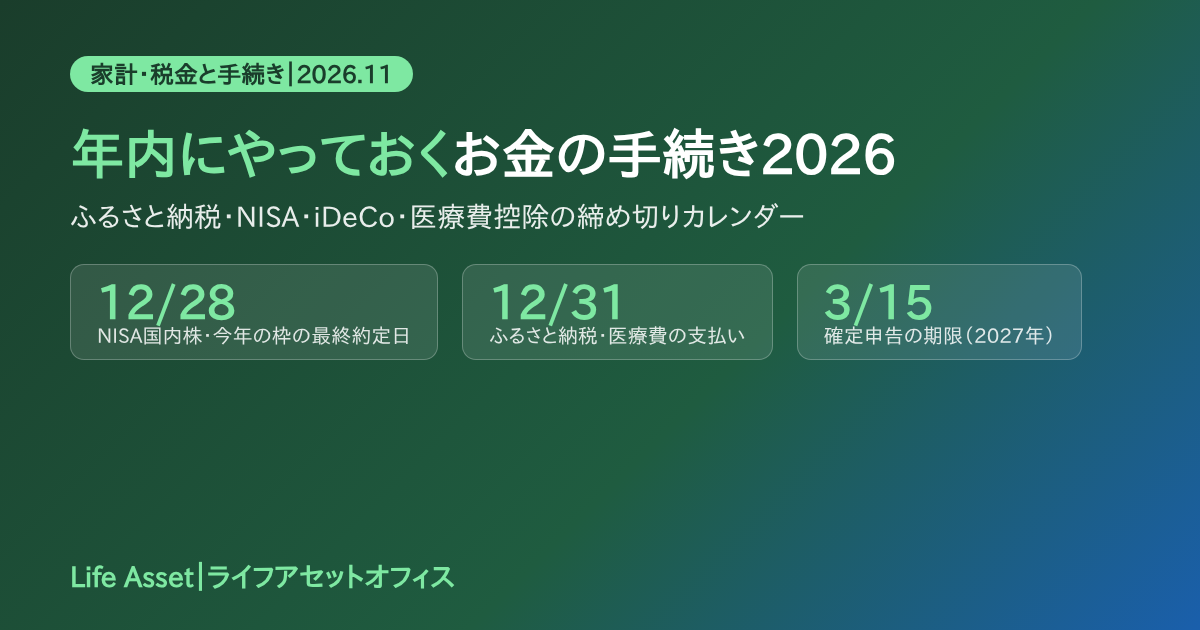 家計・税金と手続き|2026.11
年内にやっておくお金の手続き2026
ふるさと納税・NISA・iDeCo・医療費控除の締め切りカレンダー
12/28
NISA国内株・今年の枠の最終約定日
12/31
ふるさと納税・医療費の支払い
3/15
確定申告の期限(2027年)
Life Asset|ライフアセットオフィス